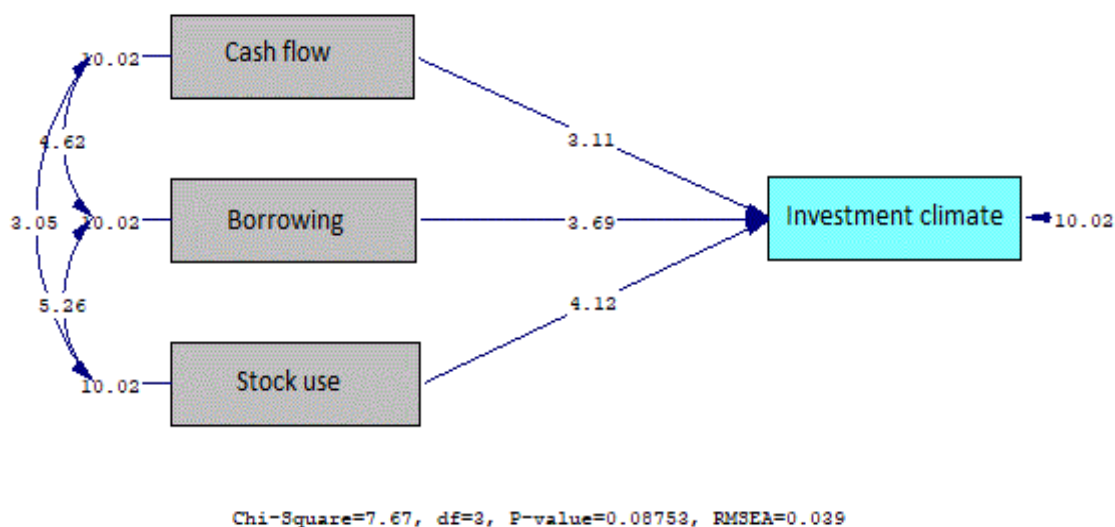 10.02
Cash flow
4.62
3.11
3.05
10.02
Borrowing
3.69
Investment climate
10.02
5.26
4.12
10.02
Stock use
Chi-Square=7.67, df=3, P-value=0.08753, RMSEA=0.039